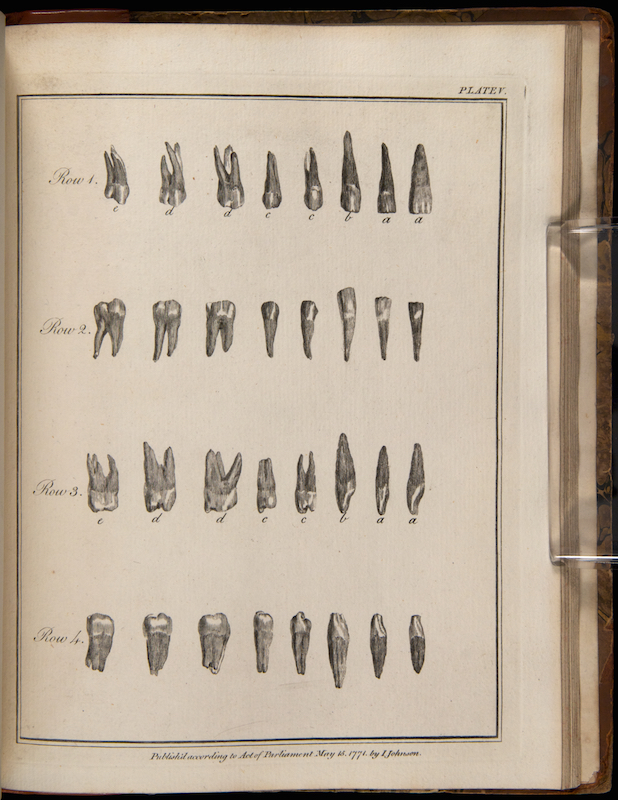 PLATE V.
Row 1.
e d d c c b a a
Row 2.
Row 3.
e d d c c b a a
Row 4.
Publish'd according to Act of Parliament May 15. 1771. by I. Johnson.